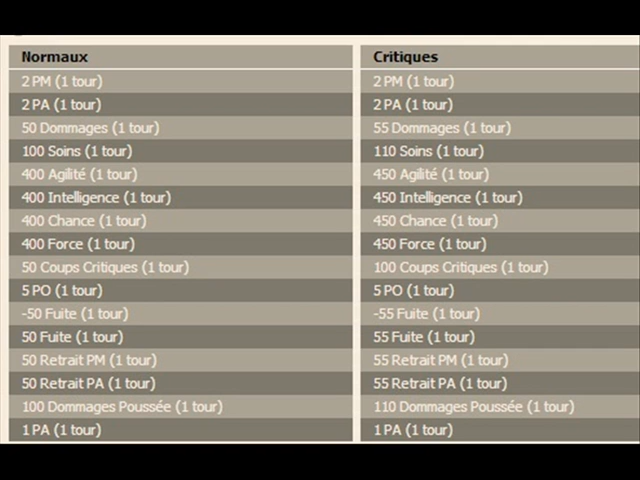 Normaux
2 PM (1 tour)
2 PA (1 tour)
50 Dommages (1 tour)
100 Soins (1 tour)
400 Agilité (1 tour)
400 Intelligence (1 tour)
400 Chance (1 tour)
400 Force (1 tour)
50 Coups Critiques (1 tour)
5 PO (1 tour)
-50 Fuite (1 tour)
50 Fuite (1 tour)
50 Retrait PM (1 tour)
50 Retrait PA (1 tour)
100 Dommages Poussée (1 tour)
1 PA (1 tour)
Critiques
2 PM (1 tour)
2 PA (1 tour)
55 Dommages (1 tour)
110 Soins (1 tour)
450 Agilité (1 tour)
450 Intelligence (1 tour)
450 Chance (1 tour)
450 Force (1 tour)
100 Coups Critiques (1 tour)
5 PO (1 tour)
-55 Fuite (1 tour)
55 Fuite (1 tour)
55 Retrait PM (1 tour)
55 Retrait PA (1 tour)
110 Dommages Poussée (1 tour)
1 PA (1 tour)